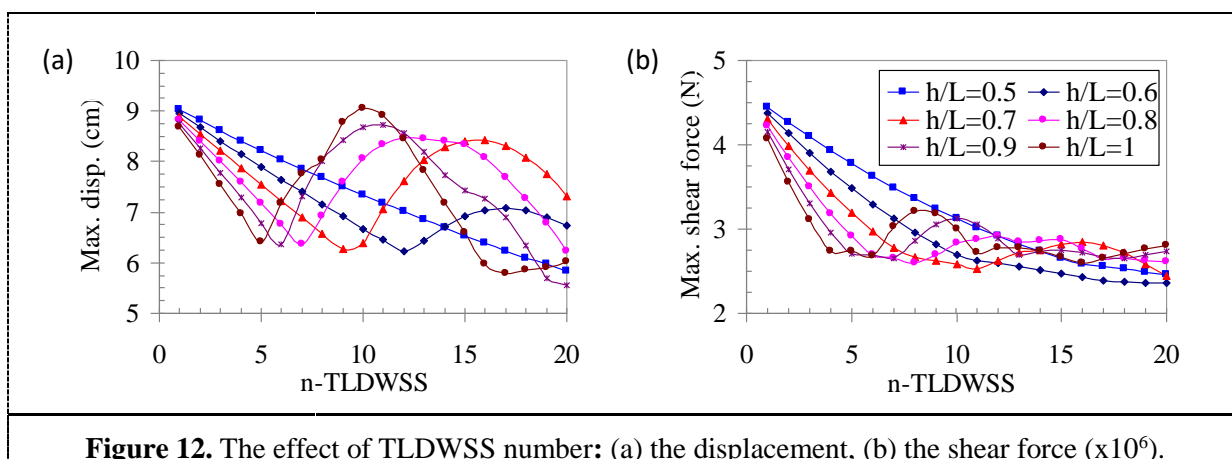 (a)
10
9
8
7
6
5
Max. disp. (cm)
0 5 10 15 20
n-TLDWSS
(b)
5
4
3
2
Max. shear force (N)
h/L=0.5 h/L=0.6
h/L=0.7 h/L=0.8
h/L=0.9 h/L=1
0 5 10 15 20
n-TLDWSS
Figure 12. The effect of TLDWSS number: (a) the displacement, (b) the shear force (x10⁶).